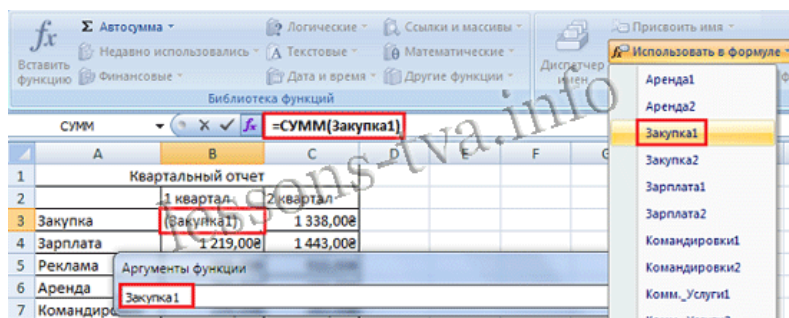 Автосумма
Логические
Ссылки и массивы
Присвоить имя
Вставить функцию
Недавно использовались
Текстовые
Математические
Диспетчер имен
Использовать в формуле
Финансовые
Дата и время
Другие функции
Библиотека функций
СУММ
fx
=СУММ(Закупка1)
A B C D E F G
1 Квартальный отчет
2 1 квартал 2 квартал
3 Закупка (Закупка1) 1 338,00₴
4 Зарплата 1 219,00₴ 1 443,00₴
5 Реклама
6 Аренда
7 Командиро
Аргументы функции
Закупка1
Аренда1
Аренда2
Закупка1
Закупка2
Зарплата1
Зарплата2
Командировки1
Командировки2
Комм._Услуги1
lessons-tva.info